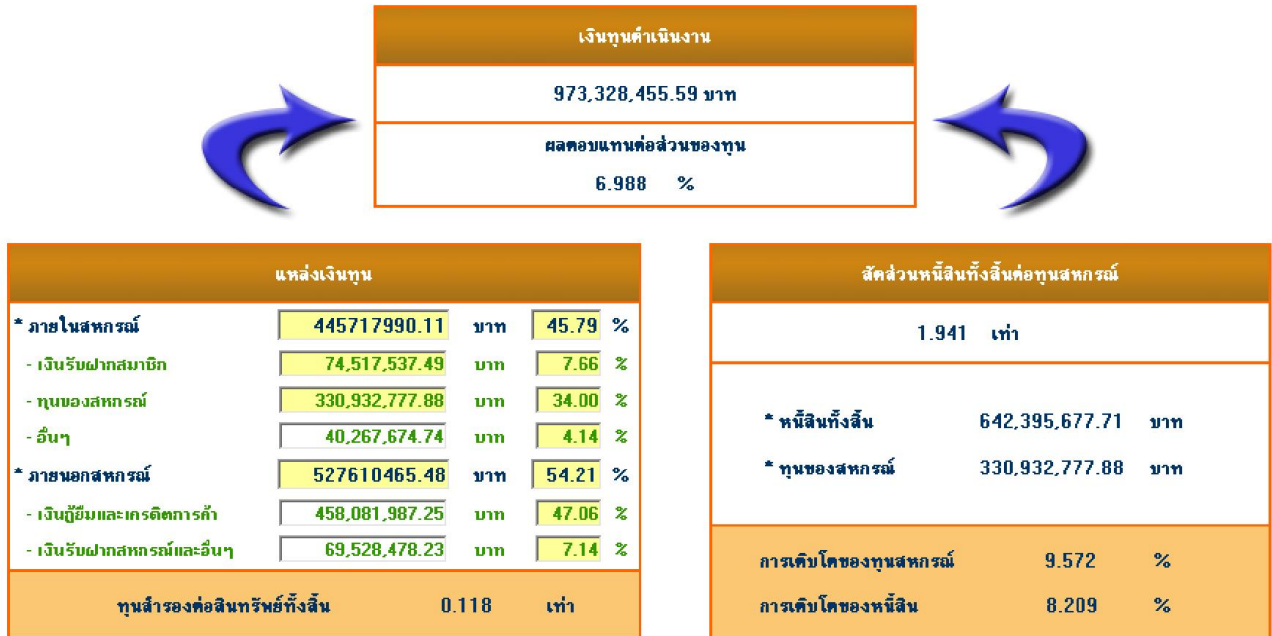 เงินทุนดำเนินงาน
973,328,455.59 บาท
ผลตอบแทนต่อส่วนของทุน
6.988 %
แหล่งเงินทุน
* ภายในสหกรณ์ 445717990.11 บาท 45.79 %
- เงินรับฝากสมาชิก 74,517,537.49 บาท 7.66 %
- ทุนของสหกรณ์ 330,932,777.88 บาท 34.00 %
- อื่นๆ 40,267,674.74 บาท 4.14 %
* ภายนอกสหกรณ์ 527610465.48 บาท 54.21 %
- เงินกู้ยืมและเครดิตการค้า 458,081,987.25 บาท 47.06 %
- เงินรับฝากสหกรณ์และอื่นๆ 69,528,478.23 บาท 7.14 %
ทุนสำรองต่อสินทรัพย์ทั้งสิ้น 0.118 เท่า
สัดส่วนหนี้สินทั้งสิ้นต่อทุนสหกรณ์
1.941 เท่า
* หนี้สินทั้งสิ้น 642,395,677.71 บาท
* ทุนของสหกรณ์ 330,932,777.88 บาท
การเติบโตของทุนสหกรณ์ 9.572 %
การเติบโตของหนี้สิน 8.209 %